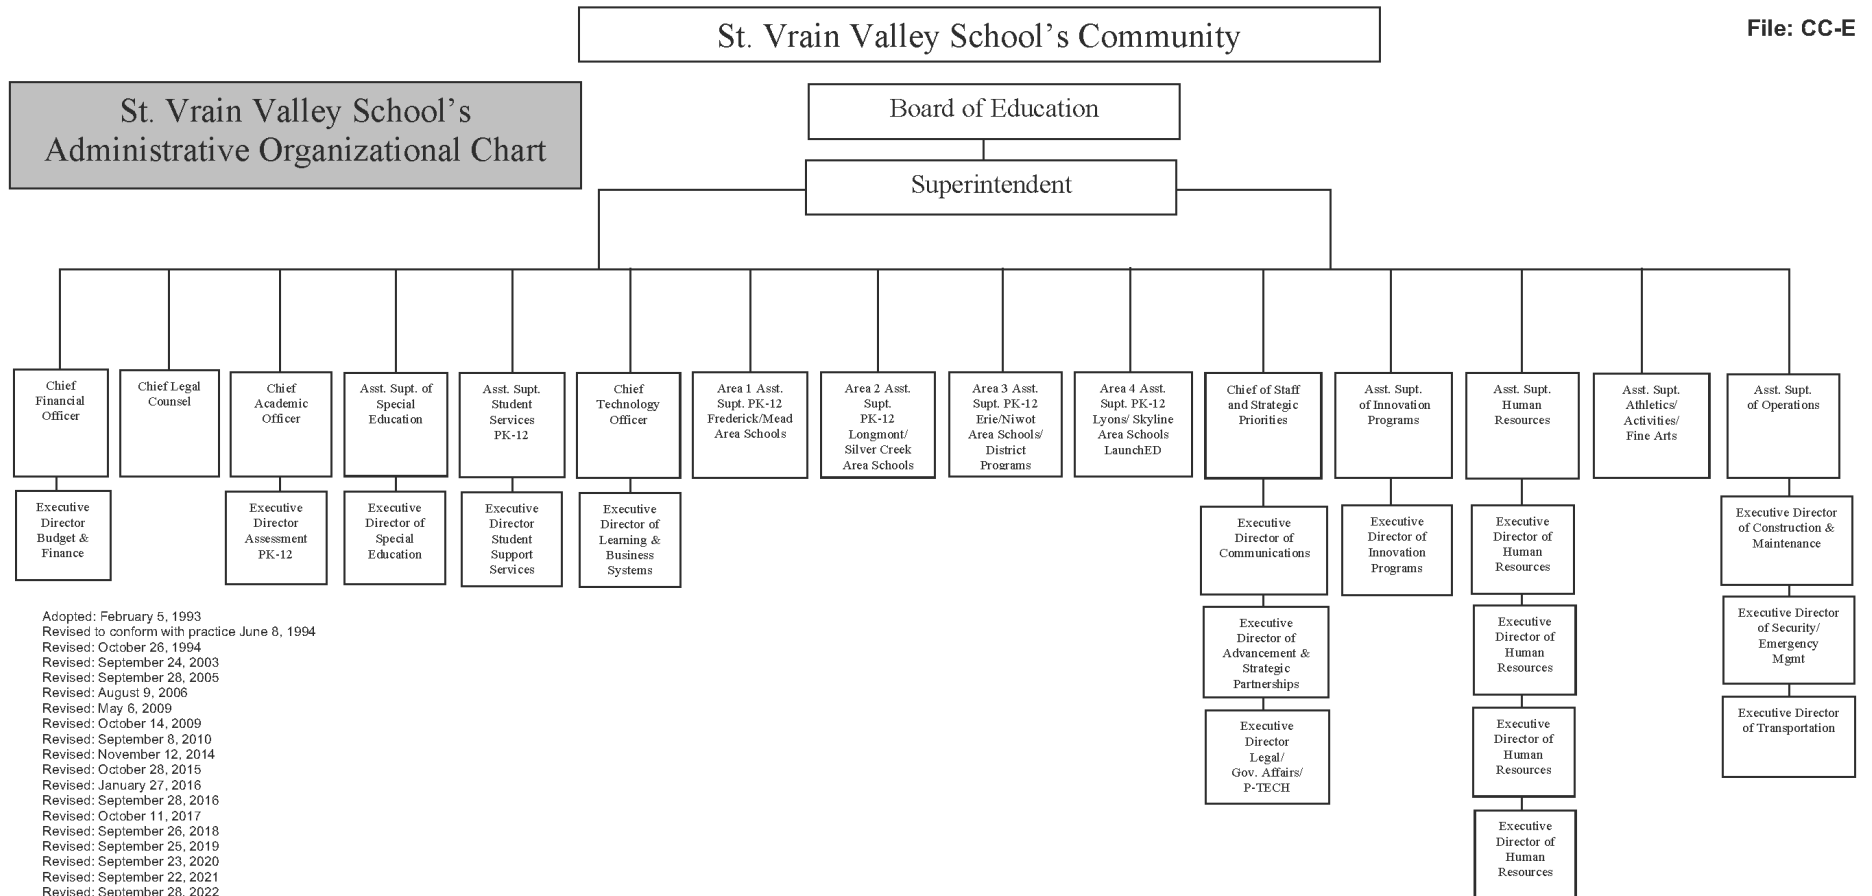 St. Vrain Valley School’s Community
File: CC-E
St. Vrain Valley School’s
Administrative Organizational Chart
Board of Education
Superintendent
Chief
Financial
Officer
Chief Legal
Counsel
Chief
Academic
Officer
Asst. Supt. of
Special
Education
Asst. Supt.
Student
Services
PK-12
Chief
Technology
Officer
Area 1 Asst.
Supt. PK-12
Frederick/Mead
Area Schools
Area 2 Asst.
Supt.
PK-12
Longmont/
Silver Creek
Area Schools
Area 3 Asst.
Supt. PK-12
Erie/Niwot
Area Schools/
District
Programs
Area 4 Asst.
Supt. PK-12
Lyons/ Skyline
Area Schools
LaunchED
Chief of Staff
and Strategic
Priorities
Asst. Supt.
of Innovation
Programs
Asst. Supt.
Human
Resources
Asst. Supt.
Athletics/
Activities/
Fine Arts
Asst. Supt.
of Operations
Executive
Director
Budget &
Finance
Executive
Director
Assessment
PK-12
Executive
Director of
Special
Education
Executive
Director
Student
Support
Services
Executive
Director of
Learning &
Business
Systems
Executive
Director of
Communications
Executive
Director of
Innovation
Programs
Executive
Director of
Human
Resources
Executive Director
of Construction &
Maintenance
Executive
Director of
Advancement &
Strategic
Partnerships
Executive
Director of
Human
Resources
Executive Director
of Security/
Emergency
Mgmt
Executive
Director
Legal/
Gov. Affairs/
P-TECH
Executive
Director of
Human
Resources
Executive Director
of Transportation
Executive
Director of
Human
Resources
Adopted: February 5, 1993
Revised to conform with practice June 8, 1994
Revised: October 26, 1994
Revised: September 24, 2003
Revised: September 28, 2005
Revised: August 9, 2006
Revised: May 6, 2009
Revised: October 14, 2009
Revised: September 8, 2010
Revised: November 12, 2014
Revised: October 28, 2015
Revised: January 27, 2016
Revised: September 28, 2016
Revised: October 11, 2017
Revised: September 26, 2018
Revised: September 25, 2019
Revised: September 23, 2020
Revised: September 22, 2021
Revised: September 28, 2022